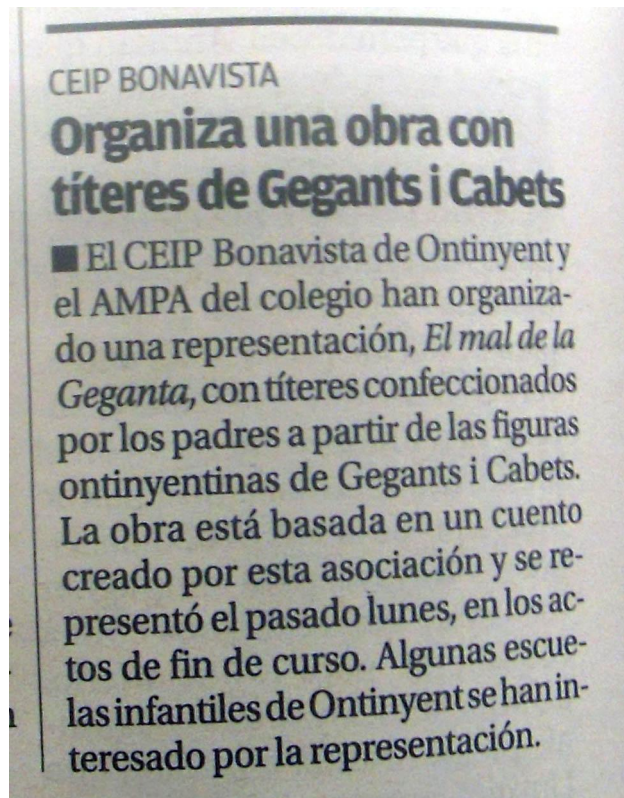 CEIP BONAVISTA
Organiza una obra con
títeres de Gegants i Cabets
■ El CEIP Bonavista de Ontinyent y
el AMPA del colegio han organiza-
do una representación, El mal de la
Geganta, con títeres confeccionados
por los padres a partir de las figuras
ontinyentinas de Gegants i Cabets.
La obra está basada en un cuento
creado por esta asociación y se re-
presentó el pasado lunes, en los ac-
tos de fin de curso. Algunas escue-
las infantiles de Ontinyent se han in-
teresado por la representación.